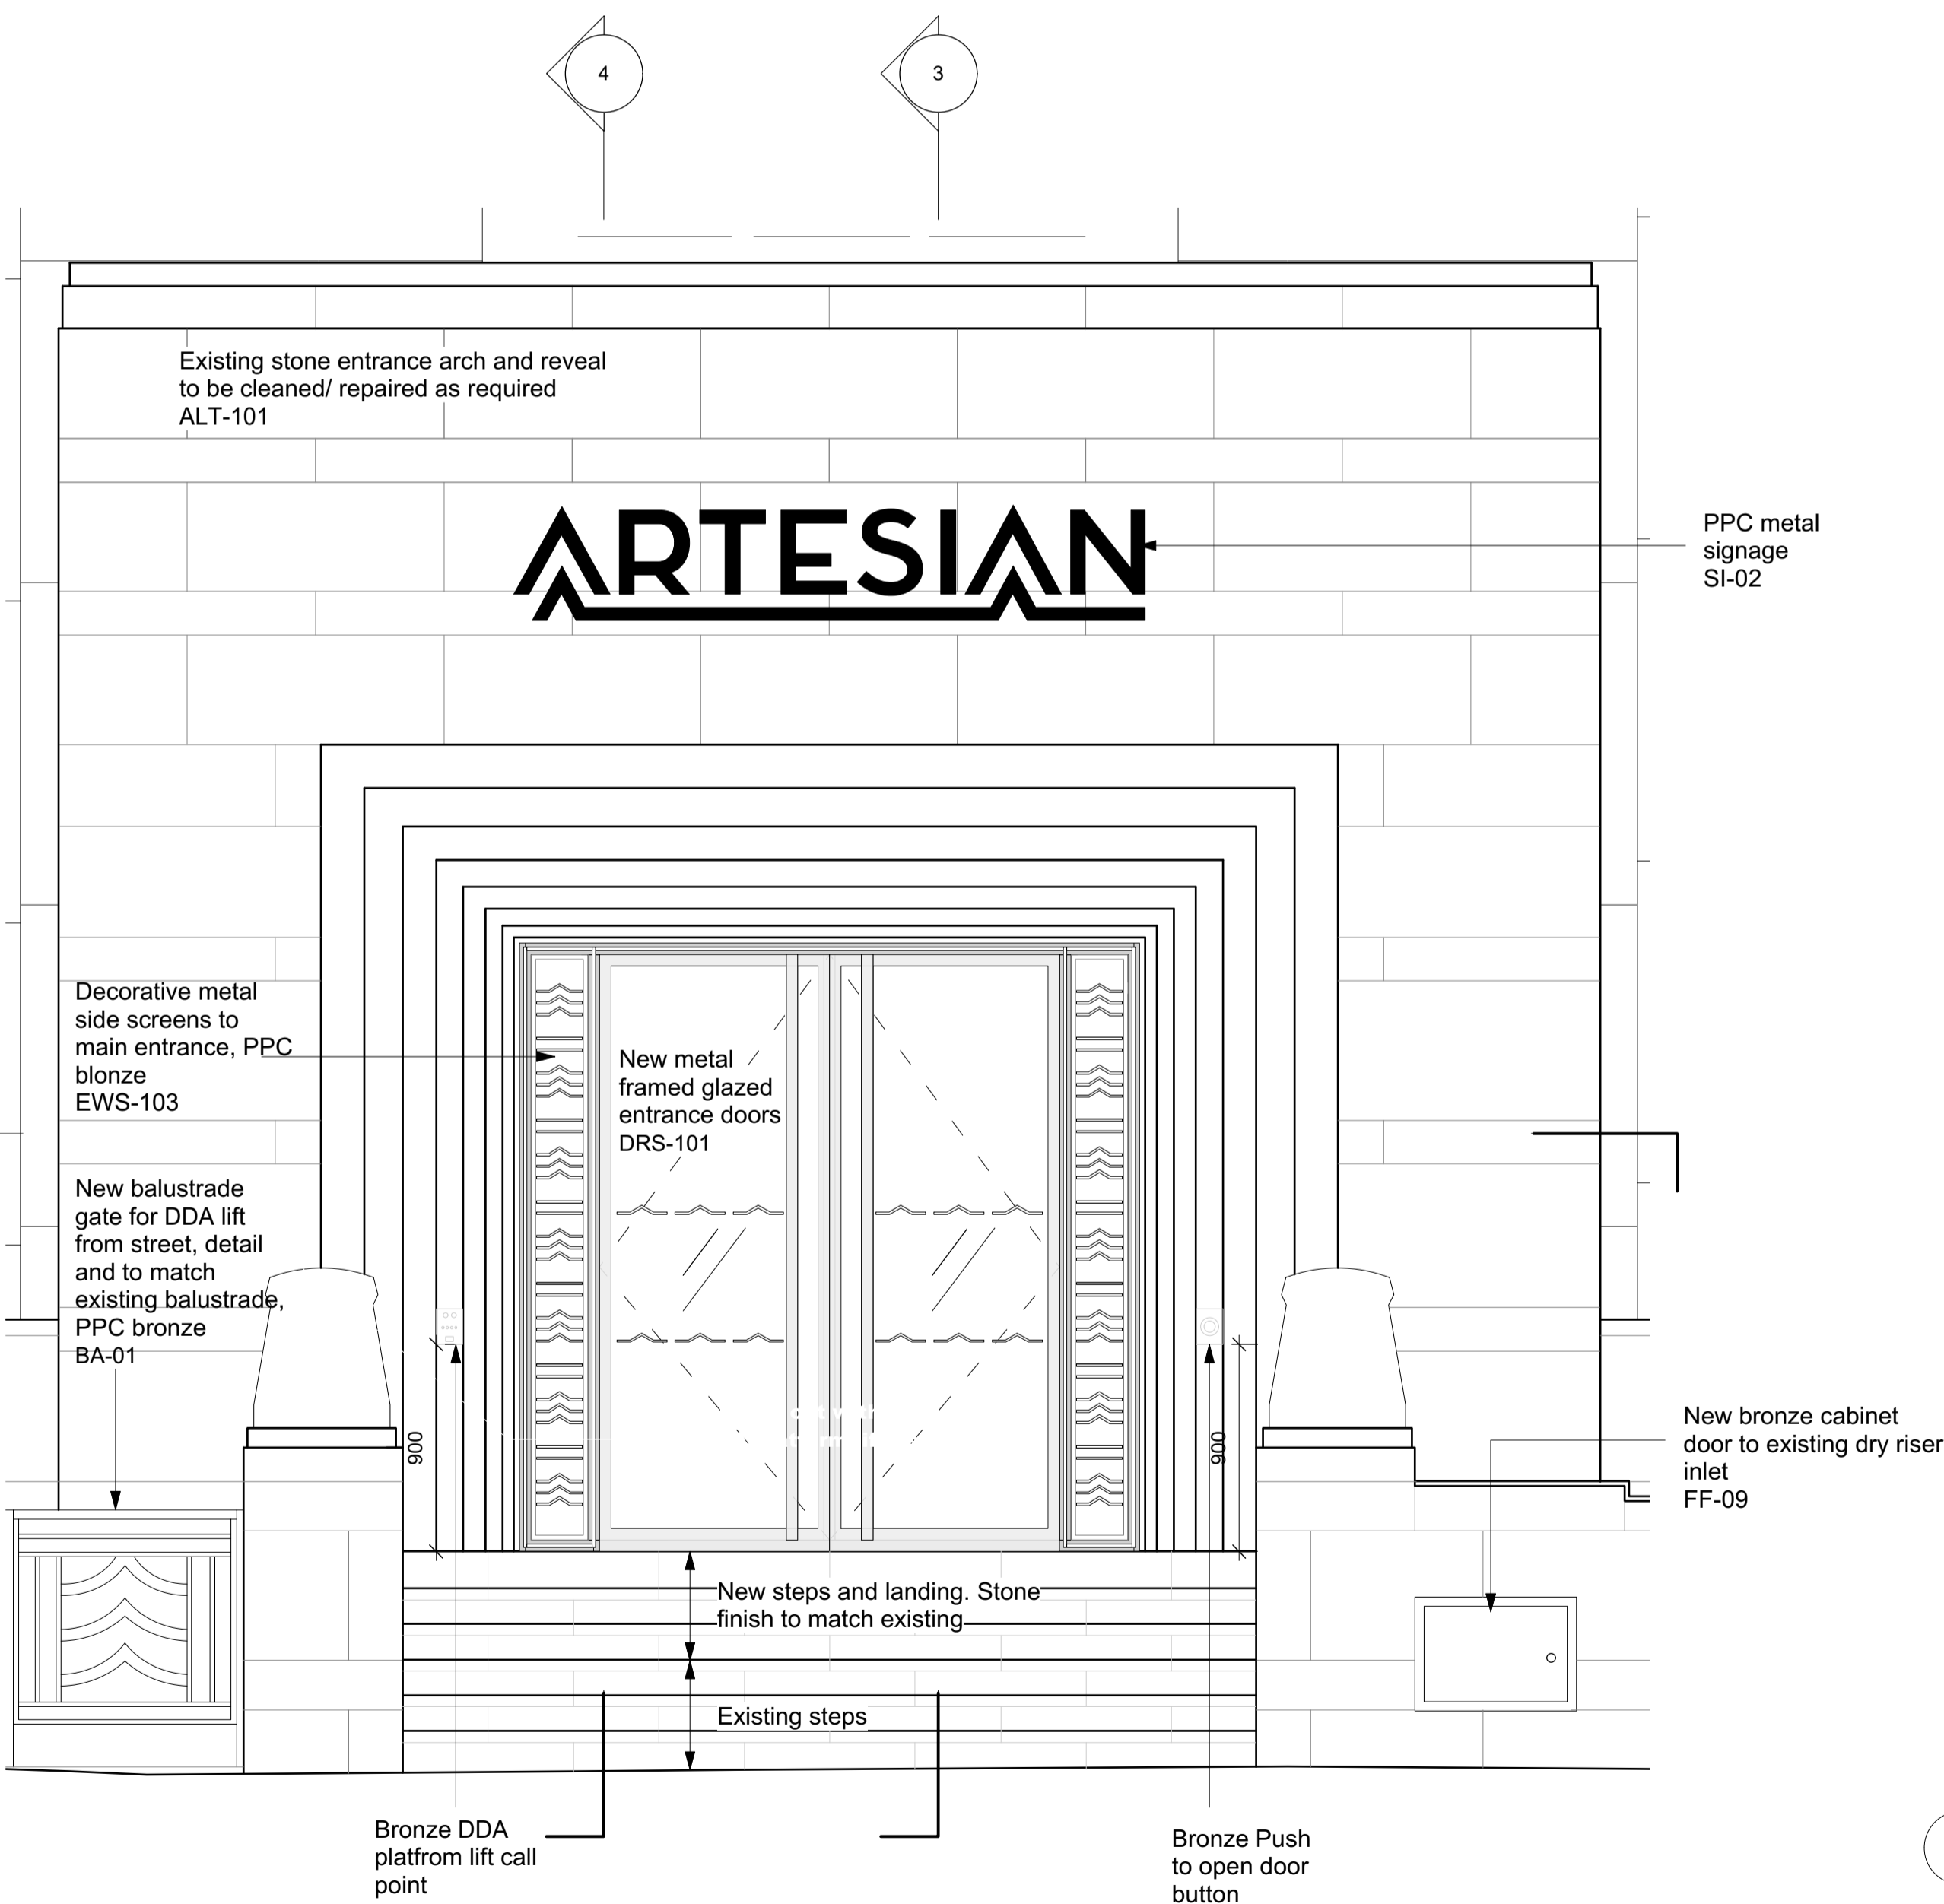 4
3
Existing stone entrance arch and reveal
to be cleaned/ repaired as required
ALT-101
ARTESIAN
PPC metal
signage
SI-02
Decorative metal
side screens to
main entrance, PPC
blonze
EWS-103
New metal
framed glazed
entrance doors
DRS-101
New balustrade
gate for DDA lift
from street, detail
and to match
existing balustrade,
PPC bronze
BA-01
900
900
New bronze cabinet
door to existing dry riser
inlet
FF-09
New steps and landing. Stone
finish to match existing
Existing steps
Bronze DDA
platfrom lift call
point
Bronze Push
to open door
button